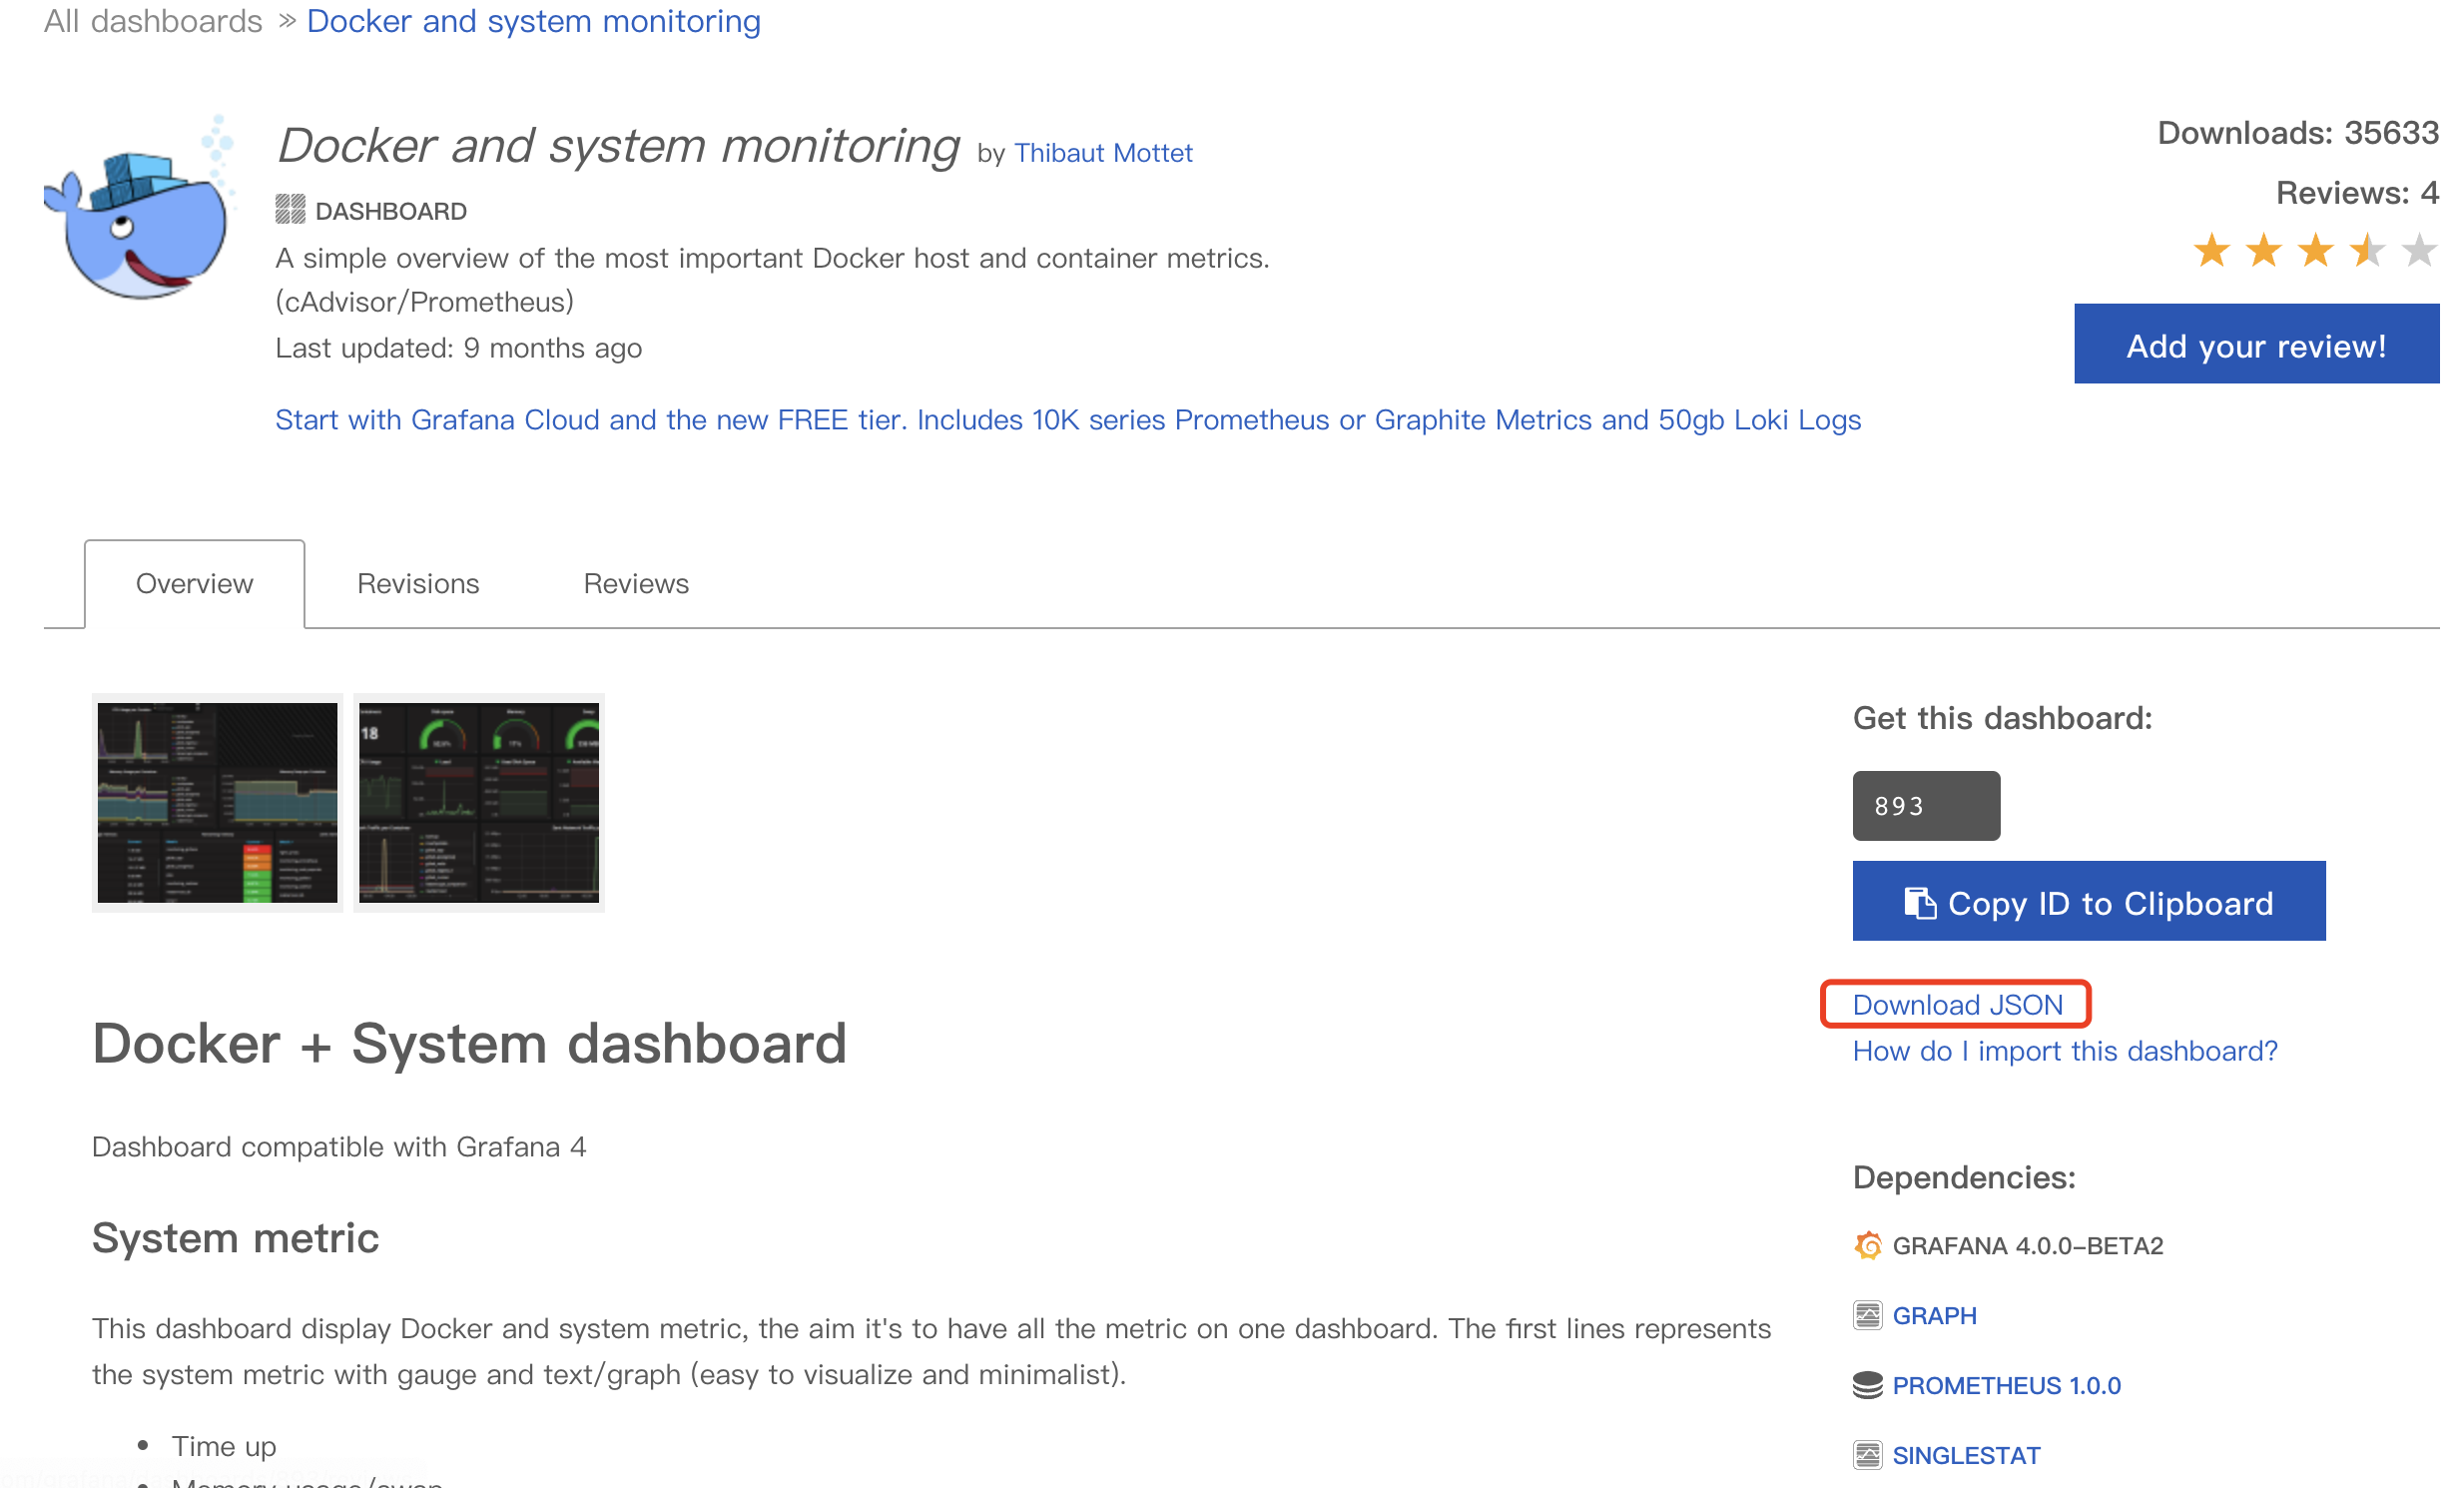 All dashboards » Docker and system monitoring
Docker and system monitoring by Thibaut Mottet
DASHBOARD
A simple overview of the most important Docker host and container metrics.
(cAdvisor/Prometheus)
Last updated: 9 months ago
Start with Grafana Cloud and the new FREE tier. Includes 10K series Prometheus or Graphite Metrics and 50gb Loki Logs
Downloads: 35633
Reviews: 4
Add your review!
Overview
Revisions
Reviews
18
Docker + System dashboard
Dashboard compatible with Grafana 4
System metric
This dashboard display Docker and system metric, the aim it's to have all the metric on one dashboard. The first lines represents
the system metric with gauge and text/graph (easy to visualize and minimalist).
• Time up
• Memory usage/swap
Get this dashboard:
893
Copy ID to Clipboard
Download JSON
How do I import this dashboard?
Dependencies:
GRAFANA 4.0.0-BETA2
GRAPH
PROMETHEUS 1.0.0
SINGLESTAT